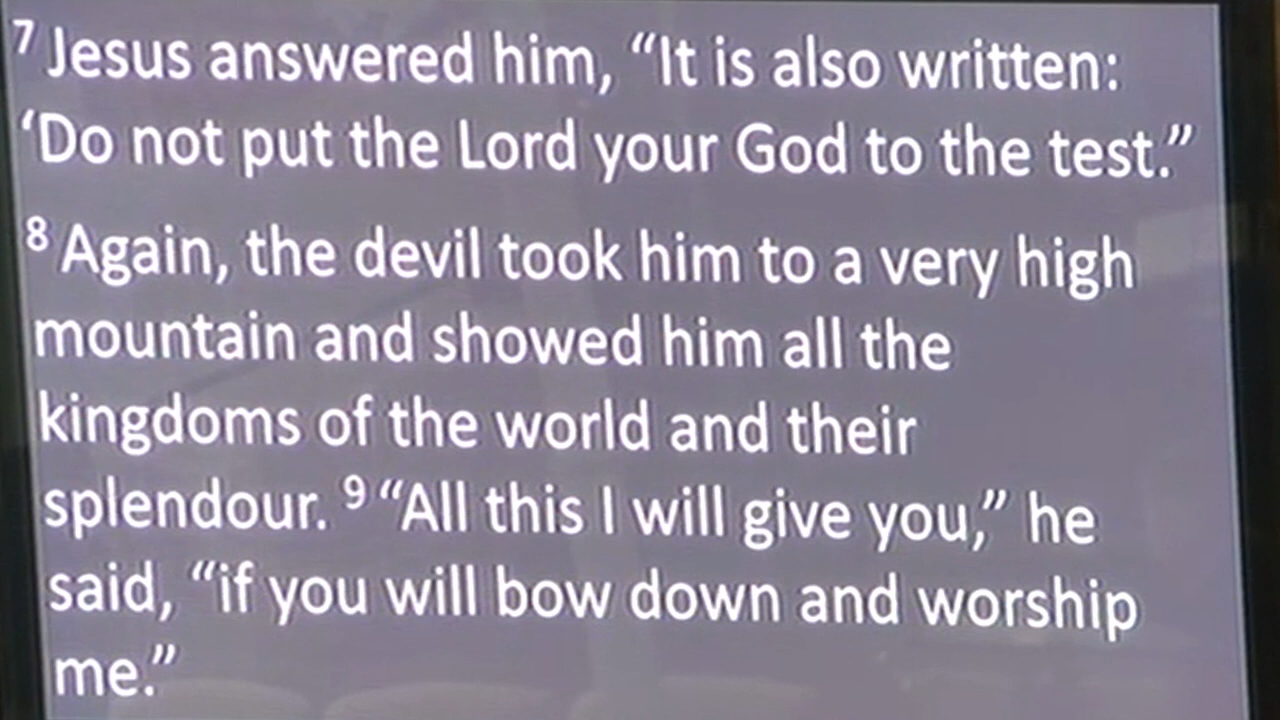 7 Jesus answered him, “It is also written:
‘Do not put the Lord your God to the test.”
8 Again, the devil took him to a very high
mountain and showed him all the
kingdoms of the world and their
splendour. 9 “All this I will give you,” he
said, “if you will bow down and worship
me.”